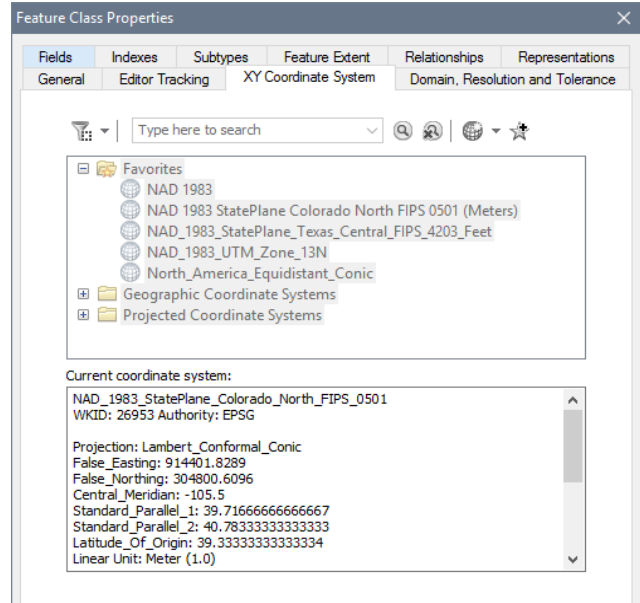 Feature Class Properties
Fields Indexes Subtypes Feature Extent Relationships Representations
General Editor Tracking XY Coordinate System Domain, Resolution and Tolerance
Type here to search
Favorites
NAD 1983
NAD 1983 StatePlane Colorado North FIPS 0501 (Meters)
NAD_1983_StatePlane_Texas_Central_FIPS_4203_Feet
NAD_1983_UTM_Zone_13N
North_America_Equidistant_Conic
Geographic Coordinate Systems
Projected Coordinate Systems
Current coordinate system:
NAD_1983_StatePlane_Colorado_North_FIPS_0501
WKID: 26953 Authority: EPSG
Projection: Lambert_Conformal_Conic
False_Easting: 914401.8289
False_Northing: 304800.6096
Central_Meridian: -105.5
Standard_Parallel_1: 39.71666666666667
Standard_Parallel_2: 40.78333333333333
Latitude_Of_Origin: 39.33333333333334
Linear Unit: Meter (1.0)